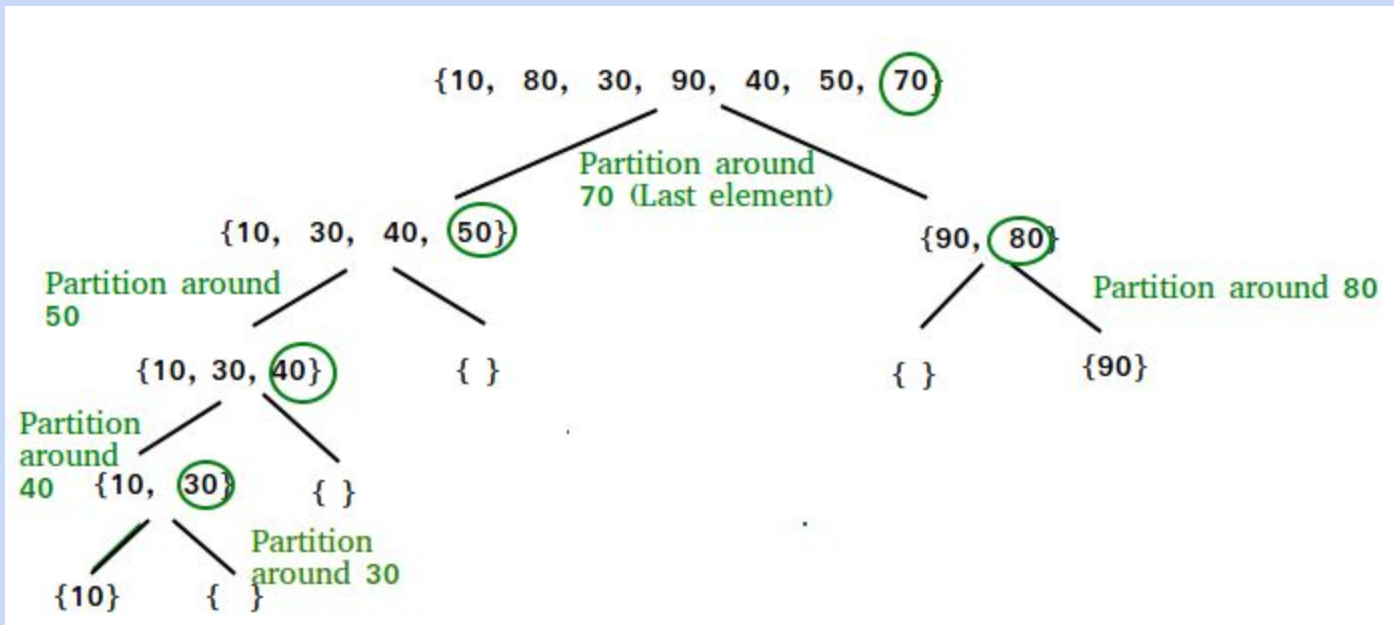 {10, 80, 30, 90, 40, 50, 70}
Partition around
70 (Last element)
{10, 30, 40, 50}
{90, 80}
Partition around
50
Partition around 80
{10, 30, 40}
{ }
{ }
{90}
Partition
around
40
{10, 30}
{ }
Partition
around 30
{10}
{ }